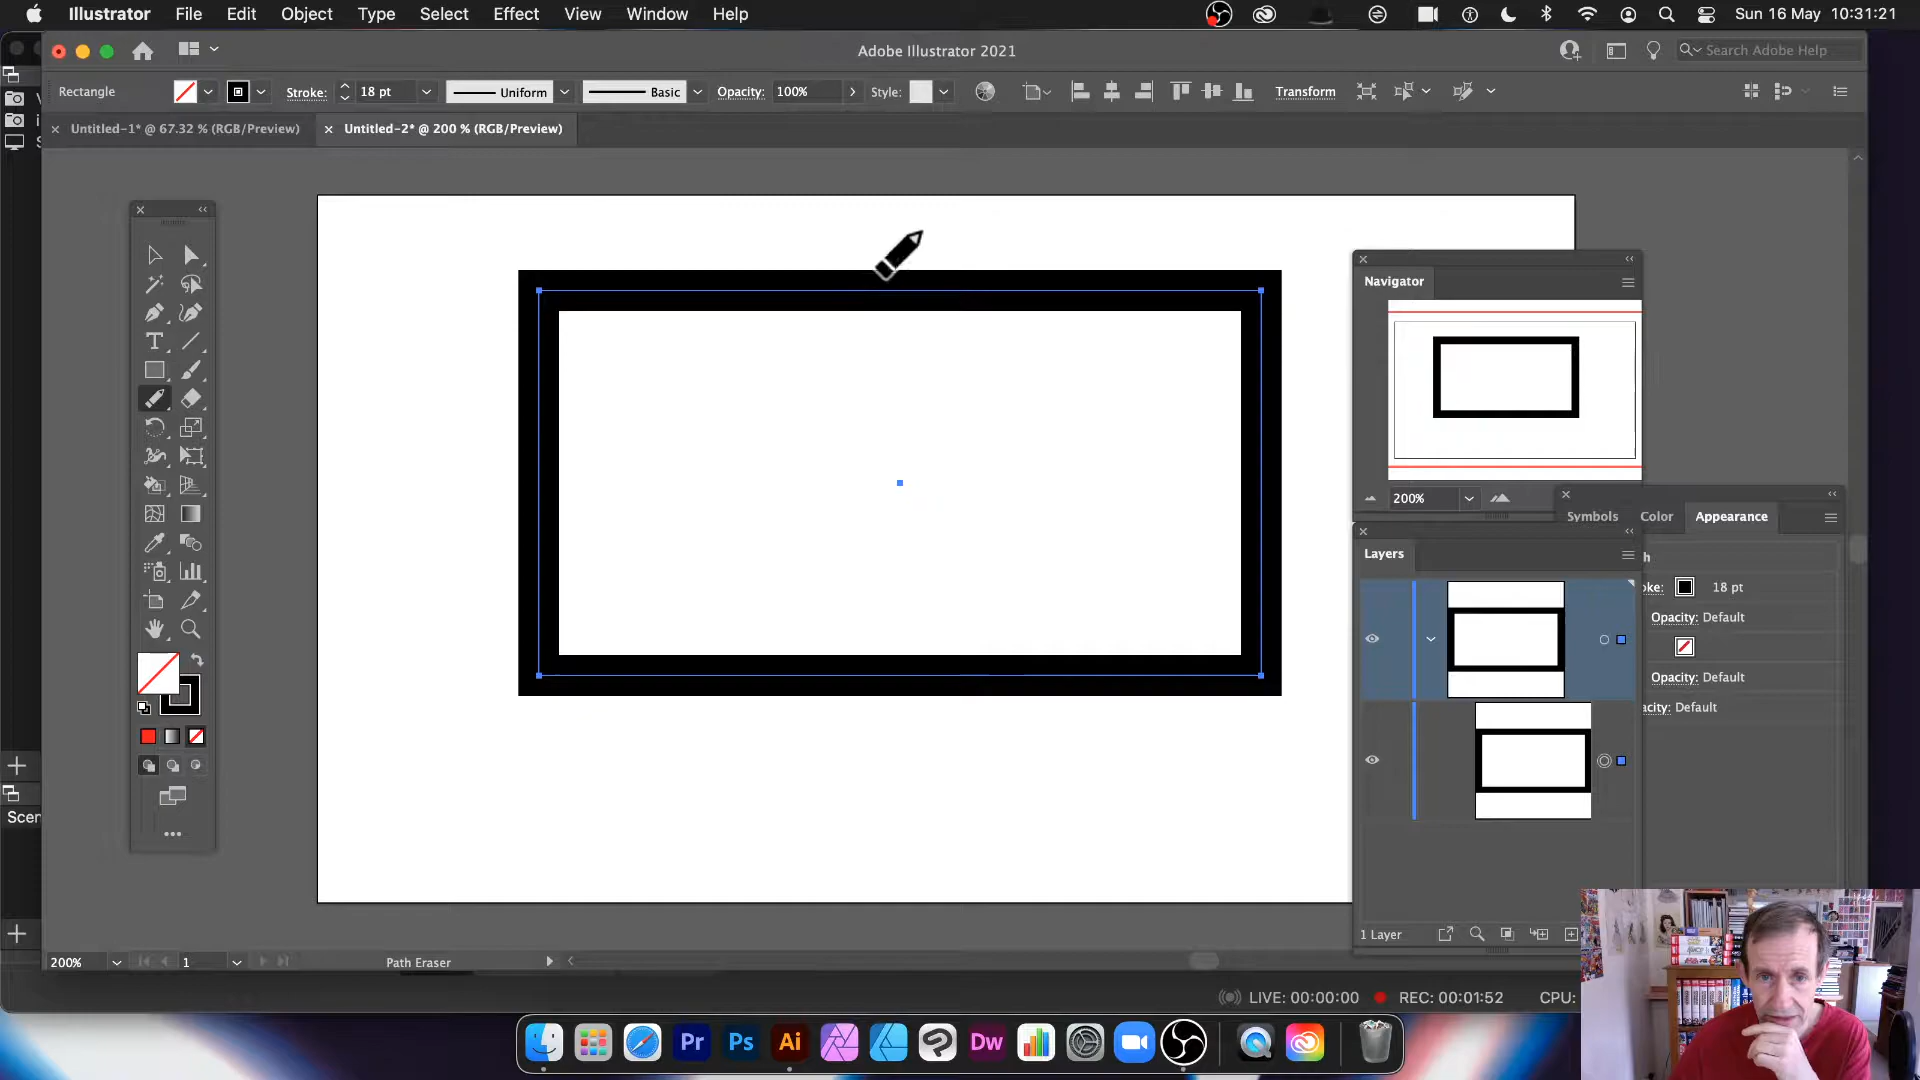 Illustrator File Edit Object Type Select Effect View Window Help Sun 16 May 10:31:21
Adobe Illustrator 2021
Search Adobe Help
Rectangle Stroke: 18 pt Uniform Basic Opacity: 100% Style: Transform
Untitled-1* @ 67.32 % (RGB/Preview) Untitled-2* @ 200 % (RGB/Preview)
Navigator
200%
Symbols Color Appearance
Layers
oke: 18 pt
Opacity: Default
Opacity: Default
acity: Default
Scen
1 Layer
200% 1 Path Eraser
LIVE: 00:00:00 REC: 00:01:52 CPU:
Pr Ps Ai Dw